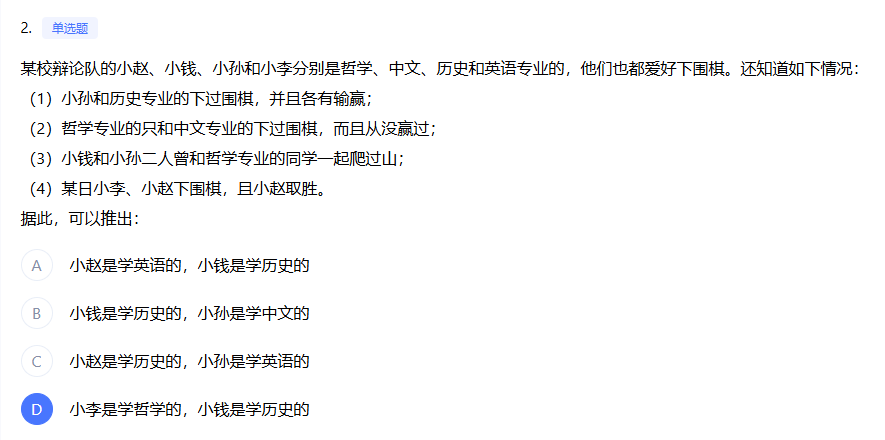 2. 单选题
某校辩论队的小赵、小钱、小孙和小李分别是哲学、中文、历史和英语专业的，他们也都爱好下围棋。还知道如下情况：
（1）小孙和历史专业的下过围棋，并且各有输赢；
（2）哲学专业的只和中文专业的下过围棋，而且从没赢过；
（3）小钱和小孙二人曾和哲学专业的同学一起爬过山；
（4）某日小李、小赵下围棋，且小赵取胜。
据此，可以推出：
A 小赵是学英语的，小钱是学历史的
B 小钱是学历史的，小孙是学中文的
C 小赵是学历史的，小孙是学英语的
D 小李是学哲学的，小钱是学历史的